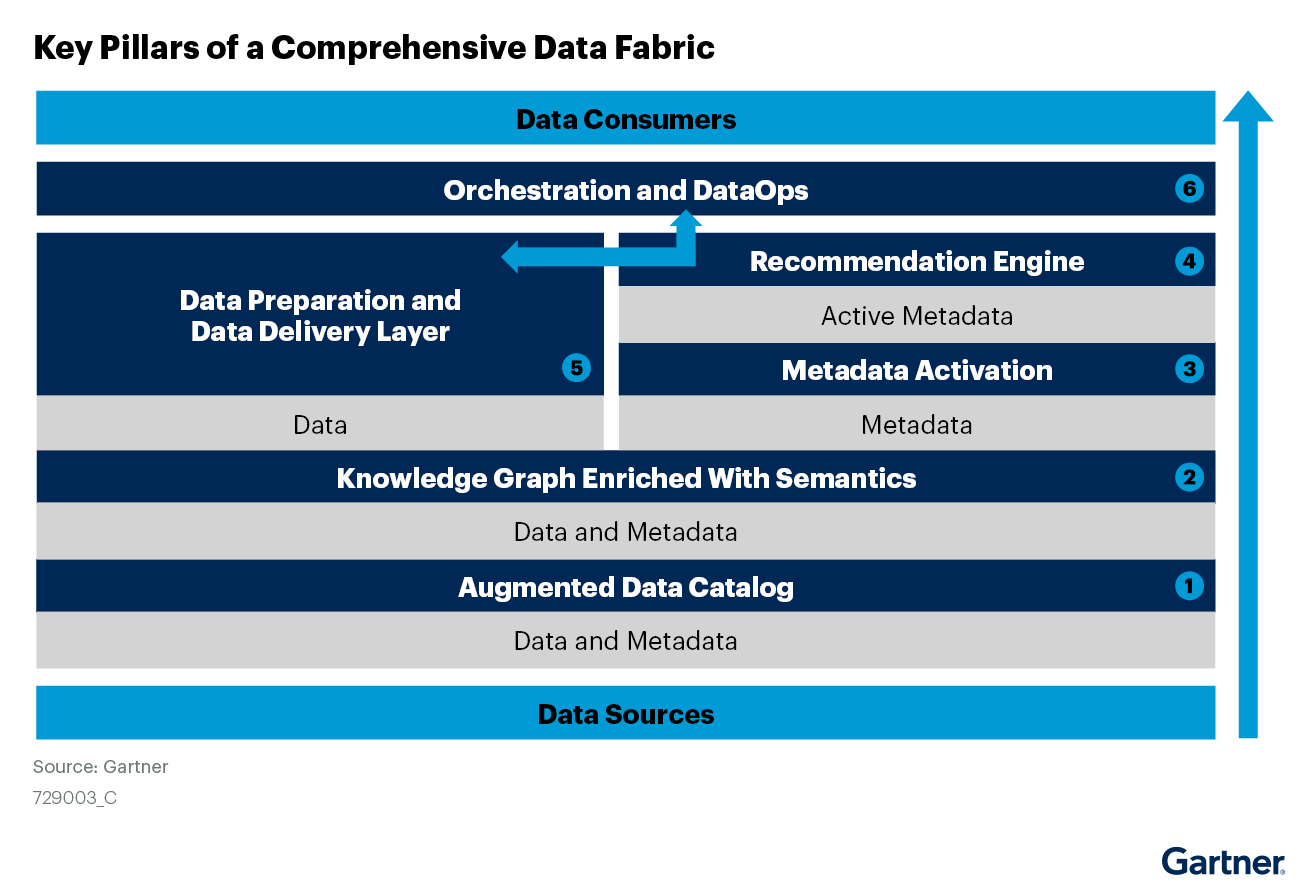 Key Pillars of a Comprehensive Data Fabric
Data Consumers
Orchestration and DataOps
6
Data Preparation and
Data Delivery Layer
5
Data
Recommendation Engine
4
Active Metadata
Metadata Activation
3
Metadata
Knowledge Graph Enriched With Semantics
2
Data and Metadata
Augmented Data Catalog
1
Data and Metadata
Data Sources
Source: Gartner
729003_C
Gartner